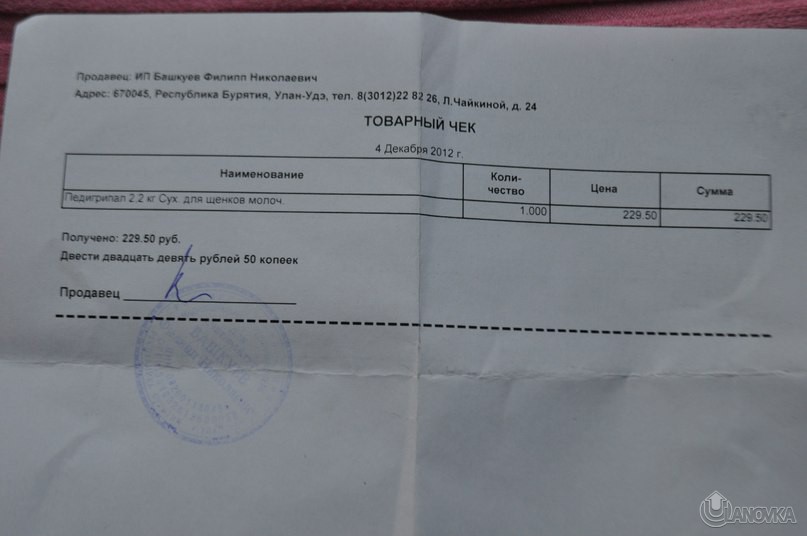 Продавец: ИП Башкуев Филипп Николаевич
Адрес: 670045, Республика Бурятия, Улан-Удэ, тел. 8(3012)22 82 26, Л.Чайкиной, д. 24
ТОВАРНЫЙ ЧЕК
4 Декабря 2012 г.
Наименование Коли-чество Цена Сумма
Педигрипал 2.2 кг Сух. для щенков молоч. 1.000 229.50 229.50
Получено: 229.50 руб.
Двести двадцать девять рублей 50 копеек
Продавец
ULANOVKA